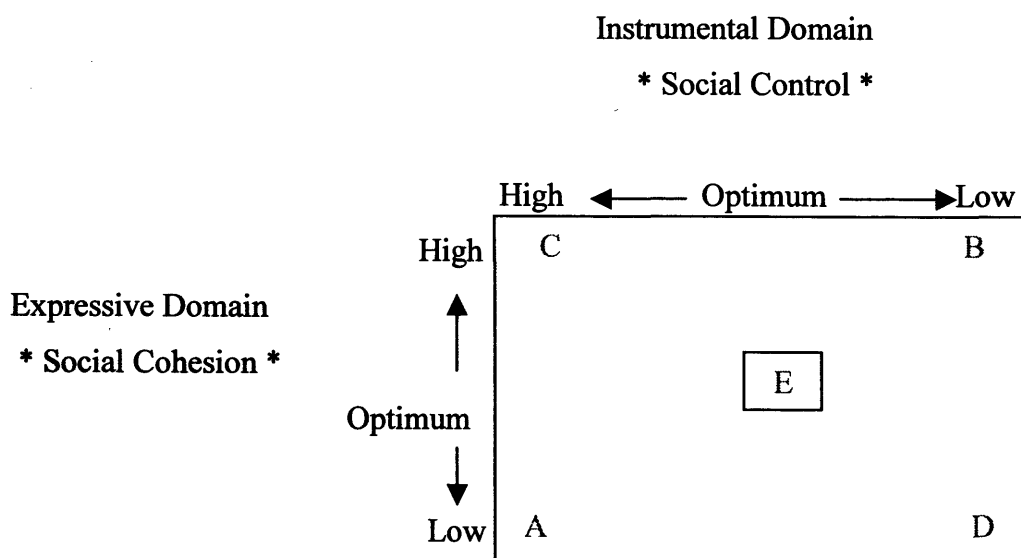 Instrumental Domain
* Social Control *
High Optimum Low
High C B
Expressive Domain
* Social Cohesion *
E
Optimum
Low A D